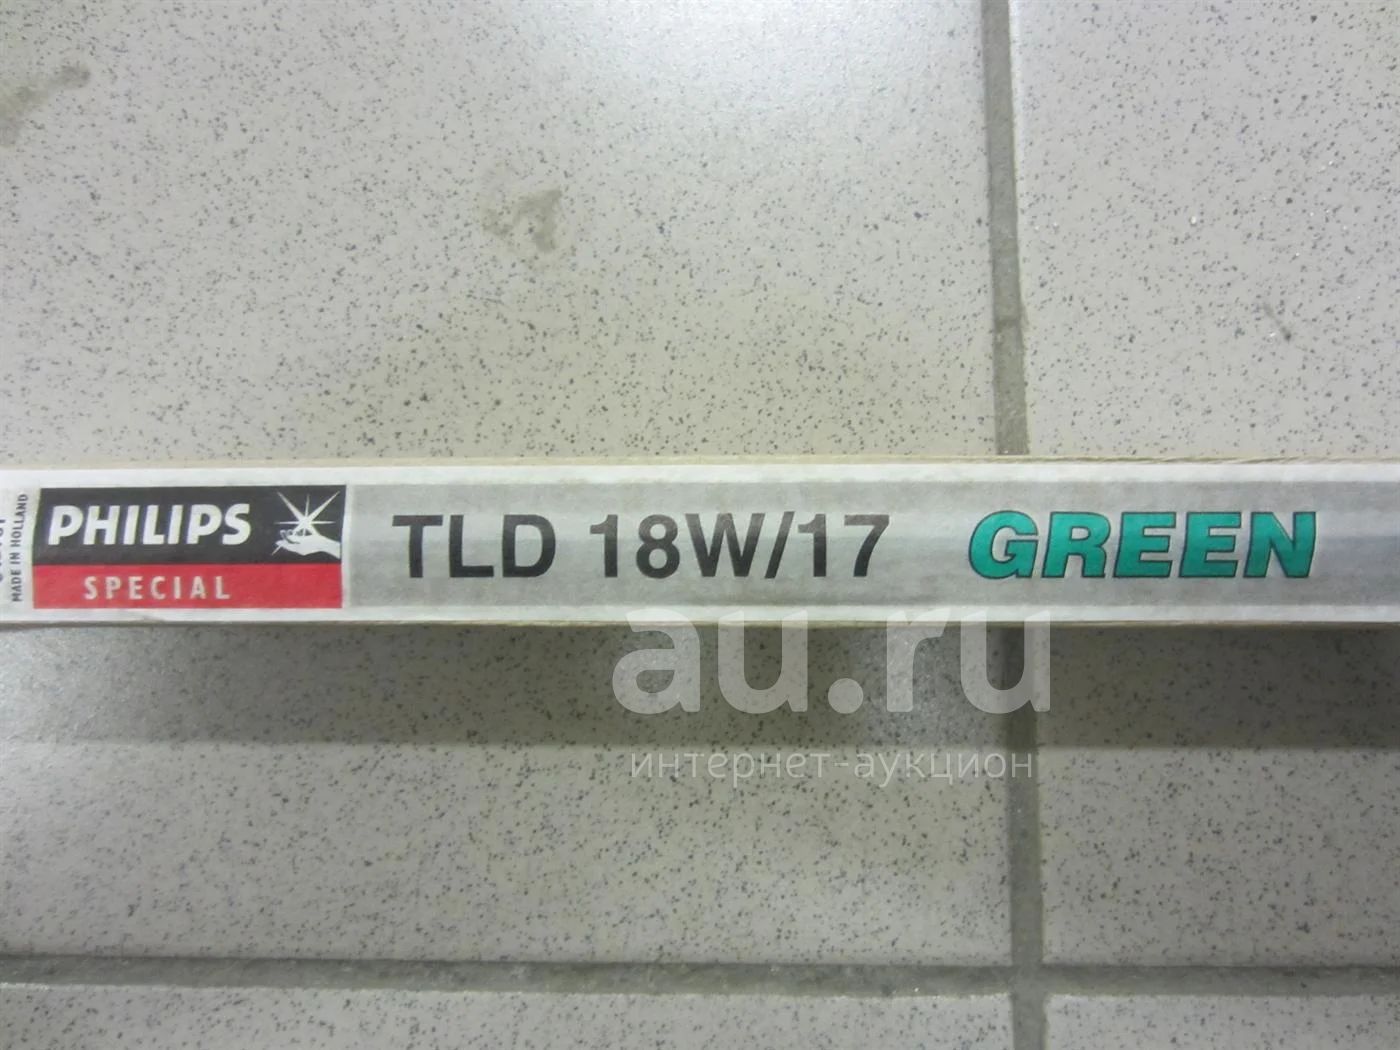 MADE IN HOLLAND
PHILIPS
SPECIAL
TLD 18W/17 GREEN
au.ru
интернет-аукцион